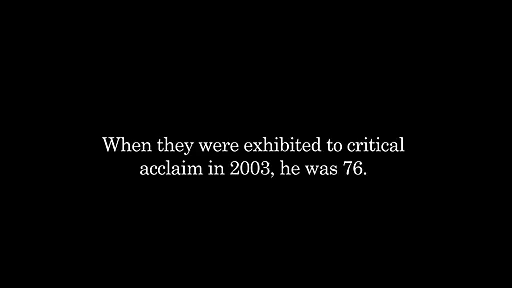 When they were exhibited to critical
acclaim in 2003, he was 76.